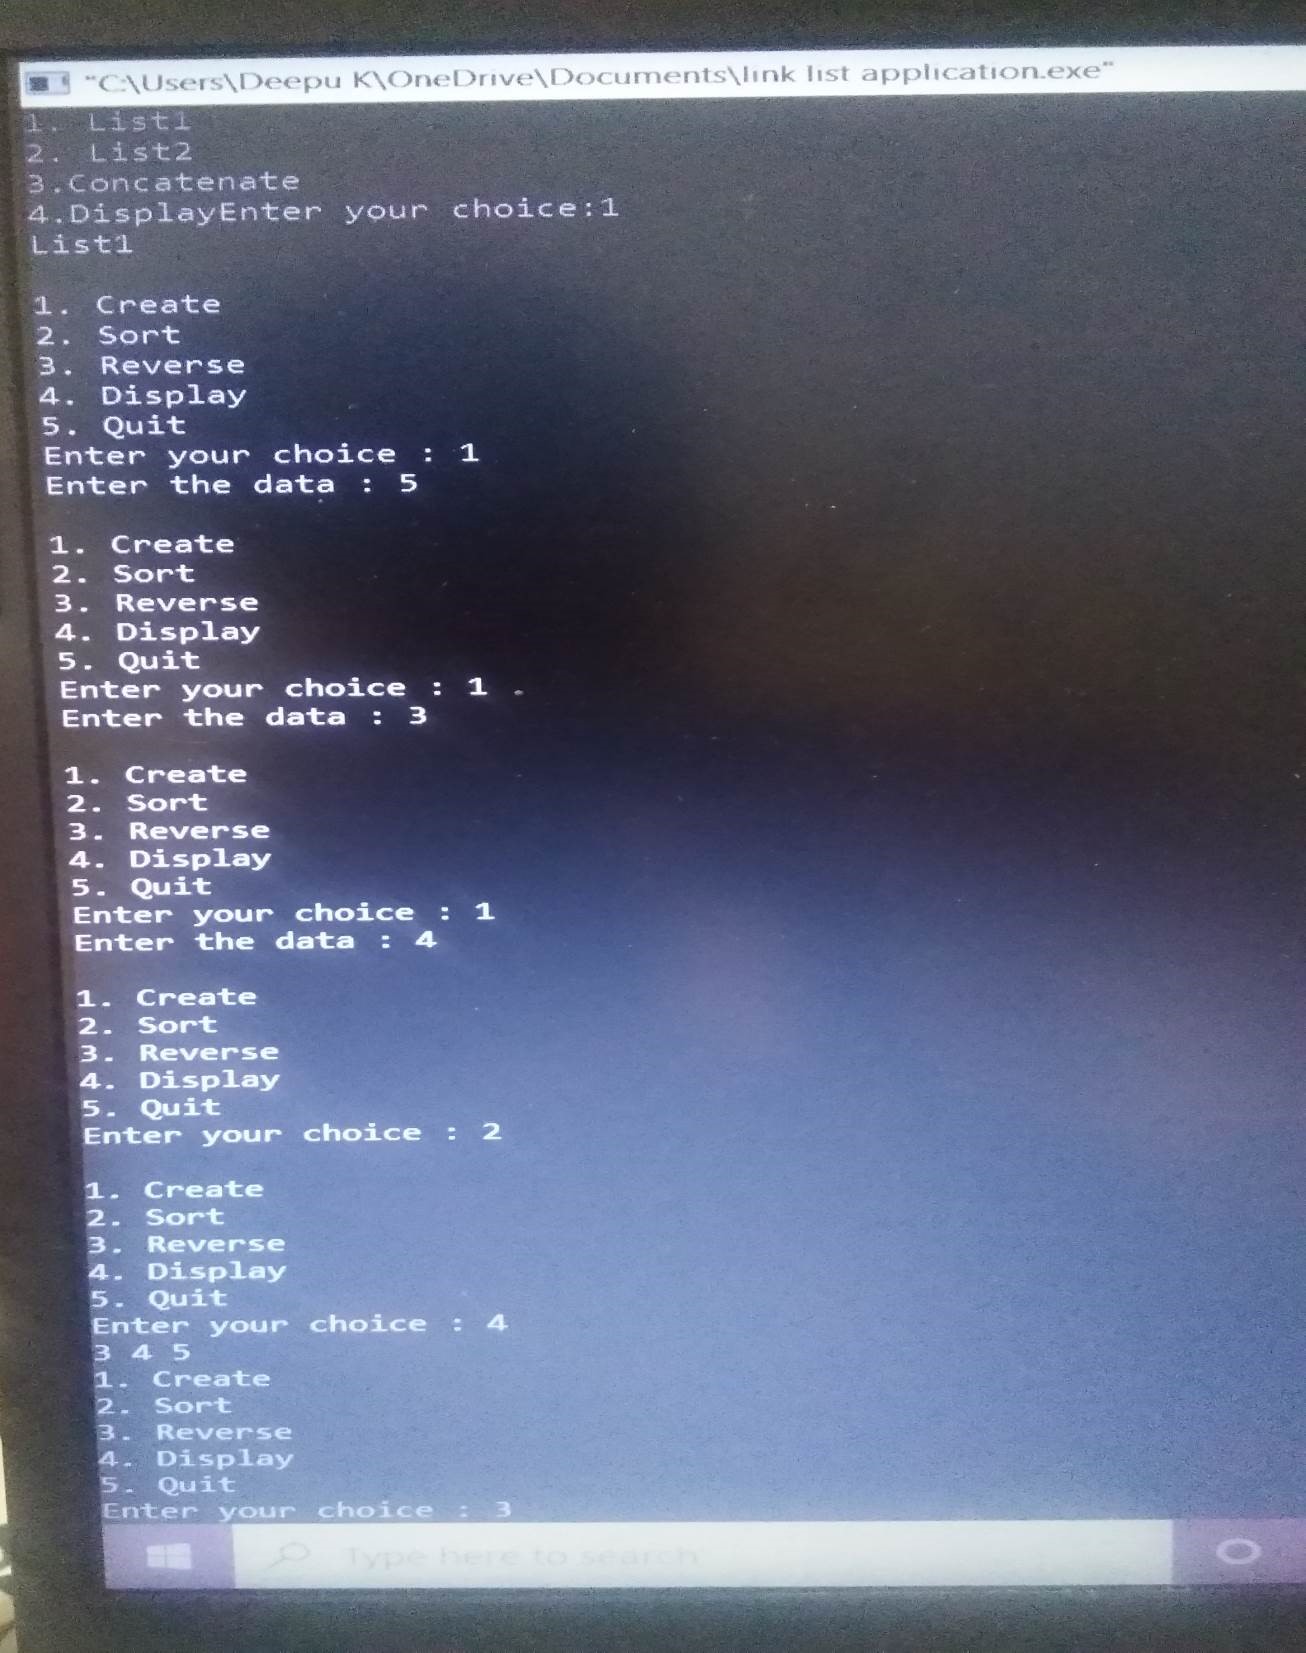 "C:\Users\Deepu K\OneDrive\Documents\link list application.exe"
1. List1
2. List2
3.Concatenate
4.DisplayEnter your choice:1
List1
1. Create
2. Sort
3. Reverse
4. Display
5. Quit
Enter your choice : 1
Enter the data : 5
1. Create
2. Sort
3. Reverse
4. Display
5. Quit
Enter your choice : 1
Enter the data : 3
1. Create
2. Sort
3. Reverse
4. Display
5. Quit
Enter your choice : 1
Enter the data : 4
1. Create
2. Sort
3. Reverse
4. Display
5. Quit
Enter your choice : 2
1. Create
2. Sort
3. Reverse
4. Display
5. Quit
Enter your choice : 4
3 4 5
1. Create
2. Sort
3. Reverse
4. Display
5. Quit
Enter your choice : 3
Type here to search